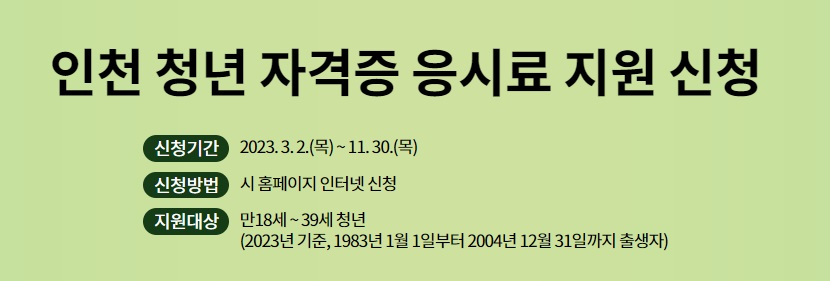 인천 청년 자격증 응시료 지원 신청
신청기간 2023. 3. 2.(목) ~ 11. 30.(목)
신청방법 시 홈페이지 인터넷 신청
지원대상 만18세 ~ 39세 청년
(2023년 기준, 1983년 1월 1일부터 2004년 12월 31일까지 출생자)